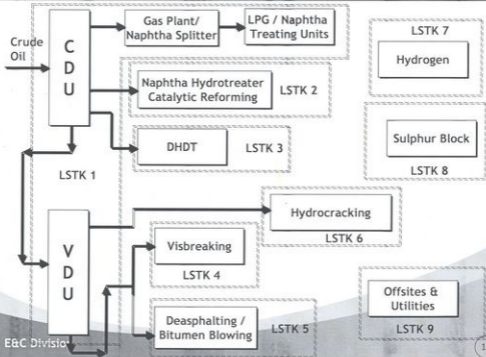 Crude
Oil
C
D
U
Gas Plant/
Naphtha Splitter
LPG / Naphtha
Treating Units
LSTK 7
Hydrogen
Naphtha Hydrotreater
Catalytic Reforming
LSTK 2
DHDT
LSTK 3
Sulphur Block
LSTK 8
LSTK 1
V
D
U
Hydrocracking
LSTK 6
Visbreaking
LSTK 4
Deasphalting /
Bitumen Blowing
LSTK 5
Offsites &
Utilities
LSTK 9
E&C Divisio